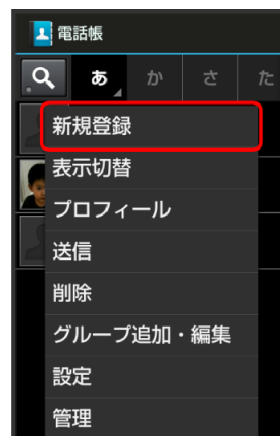 電話帳
あ か さ た
新規登録
表示切替
プロフィール
送信
削除
グループ追加・編集
設定
管理